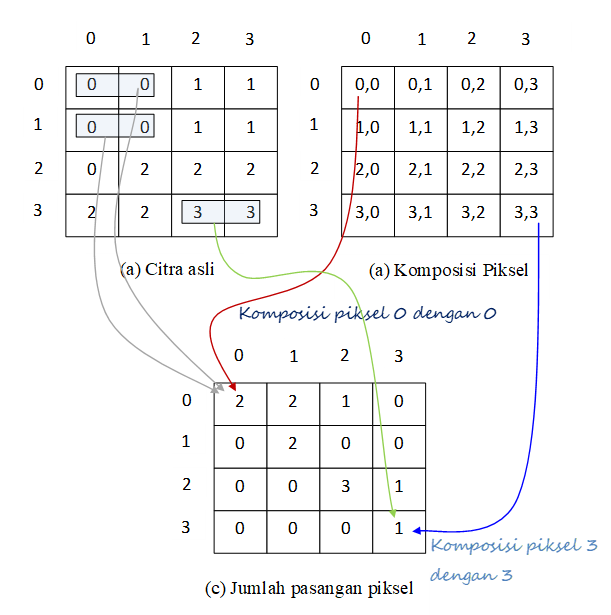 0 1 2 3 0 1 2 3
0 0 0 1 1 0 0,0 0,1 0,2 0,3
1 0 0 1 1 1 1,0 1,1 1,2 1,3
2 0 2 2 2 2 2,0 2,1 2,2 2,3
3 2 2 3 3 3 3,0 3,1 3,2 3,3
(a) Citra asli (a) Komposisi Piksel
Komposisi piksel 0 dengan 0
0 1 2 3
0 2 2 1 0
1 0 2 0 0
2 0 0 3 1
3 0 0 0 1
Komposisi piksel 3
dengan 3
(c) Jumlah pasangan piksel